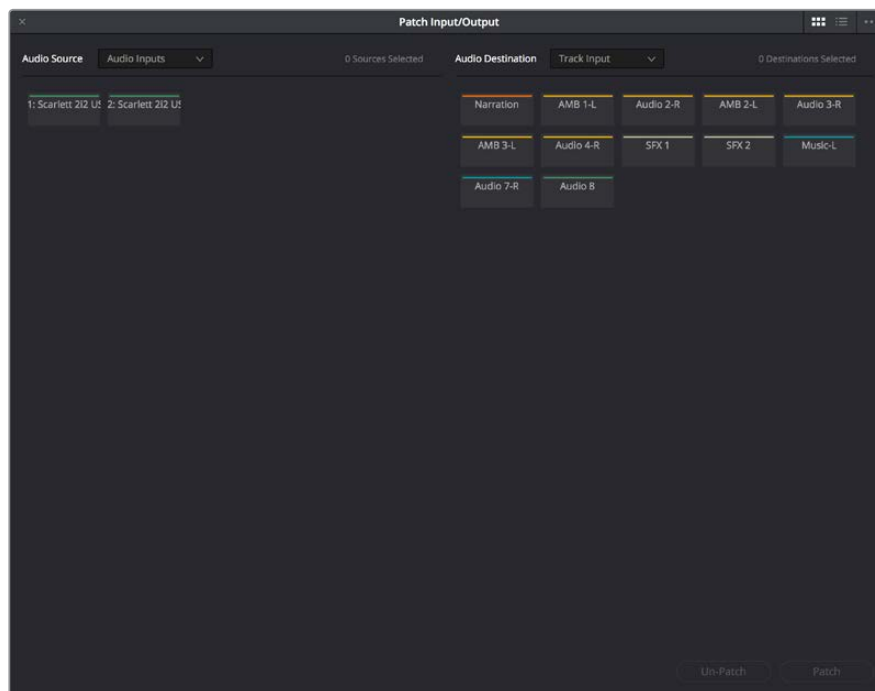 Patch Input/Output
Audio Source Audio Inputs 0 Sources Selected Audio Destination Track Input 0 Destinations Selected
1: Scarlett 2i2 US 2: Scarlett 2i2 US Narration AMB 1-L Audio 2-R AMB 2-L Audio 3-R
AMB 3-L Audio 4-R SFX 1 SFX 2 Music-L
Audio 7-R Audio 8
Un-Patch Patch